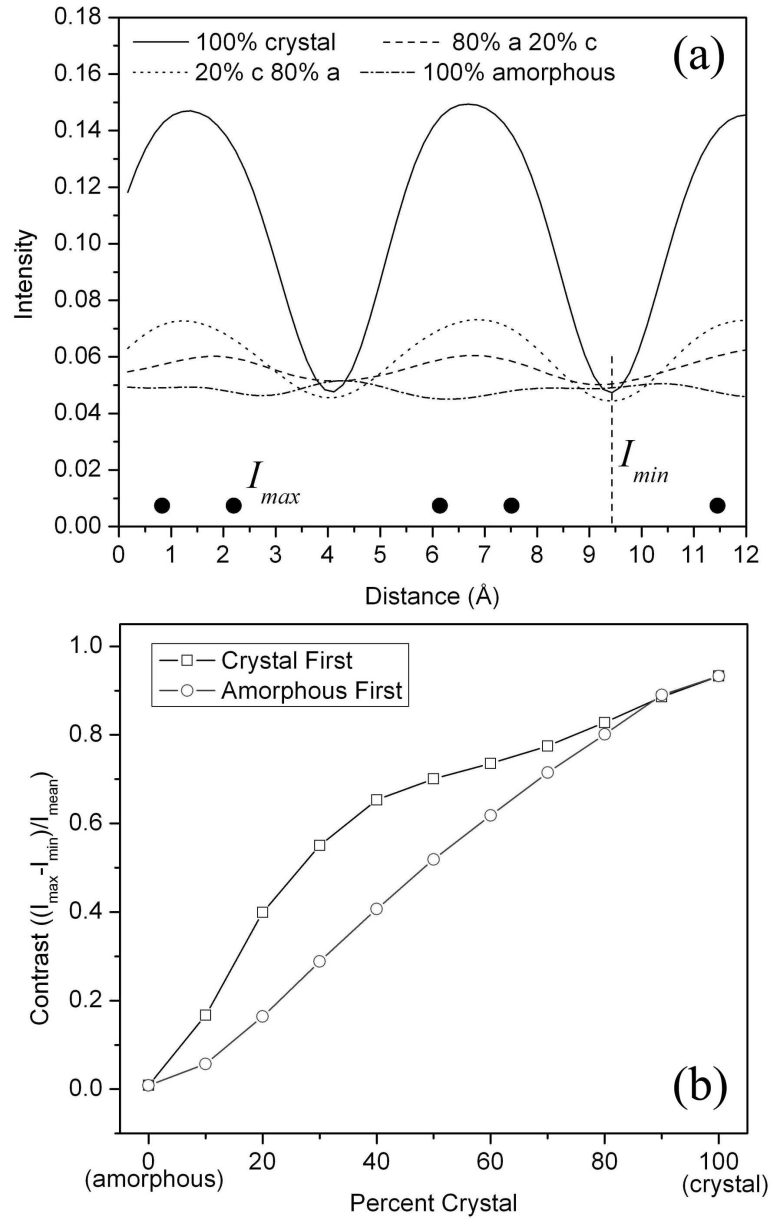 100% crystal
80% a 20% c
20% c 80% a
100% amorphous
(a)
0.18
0.16
0.14
0.12
0.10
0.08
0.06
0.04
0.02
0.00
Intensity
I_max
I_min
0 1 2 3 4 5 6 7 8 9 10 11 12
Distance (Å)
Crystal First
Amorphous First
1.0
0.8
0.6
0.4
0.2
0.0
Contrast ((I_max-I_min)/I_mean)
(b)
0 20 40 60 80 100
(amorphous) (crystal)
Percent Crystal